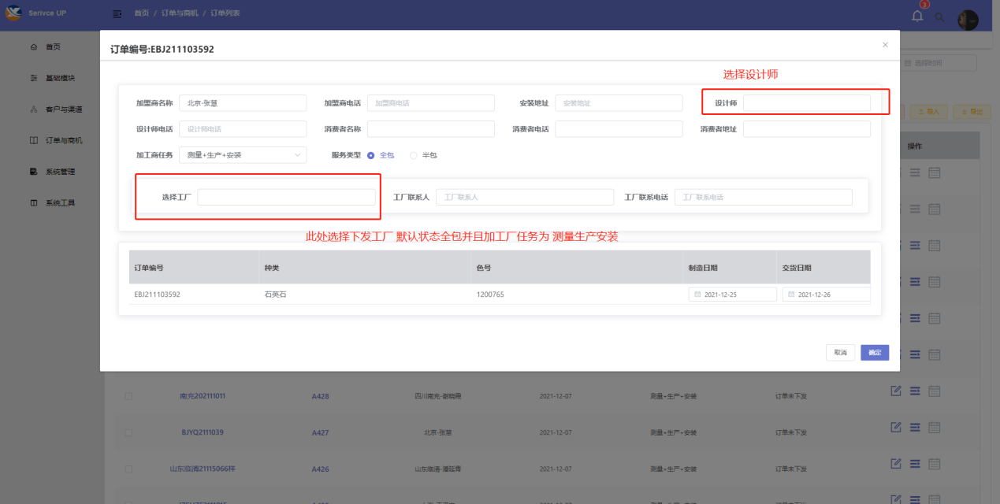 Serivce UP
首页 / 订单与商机 / 订单列表
3
首页
基础模块
客户与渠道
订单与商机
系统管理
系统工具
选择时间
导入
导出
操作
订单编号:EBJ211103592
选择设计师
加盟商名称 北京-张慧 加盟商电话 加盟商电话 安装地址 安装地址 设计师
设计师电话 设计师电话 消费者名称 消费者电话 消费者地址
加工商任务 测量+生产+安装 服务类型 全包 半包
选择工厂 工厂联系人 工厂联系人 工厂联系电话 工厂联系电话
此处选择下发工厂 默认状态全包并且加工厂任务为 测量生产安装
订单编号 种类 色号 制造日期 交货日期
EBJ211103592 石英石 1200765 2021-12-25 2021-12-26
取消 确定
南充202111011 A428 四川南充-谢晓霞 2021-12-07 测量+生产+安装 订单未下发
BJYQ2111039 A427 北京-张慧 2021-12-07 测量+生产+安装 订单未下发
山东临清21115066样 A426 山东临清-潘延青 2021-12-07 测量+生产+安装 订单未下发